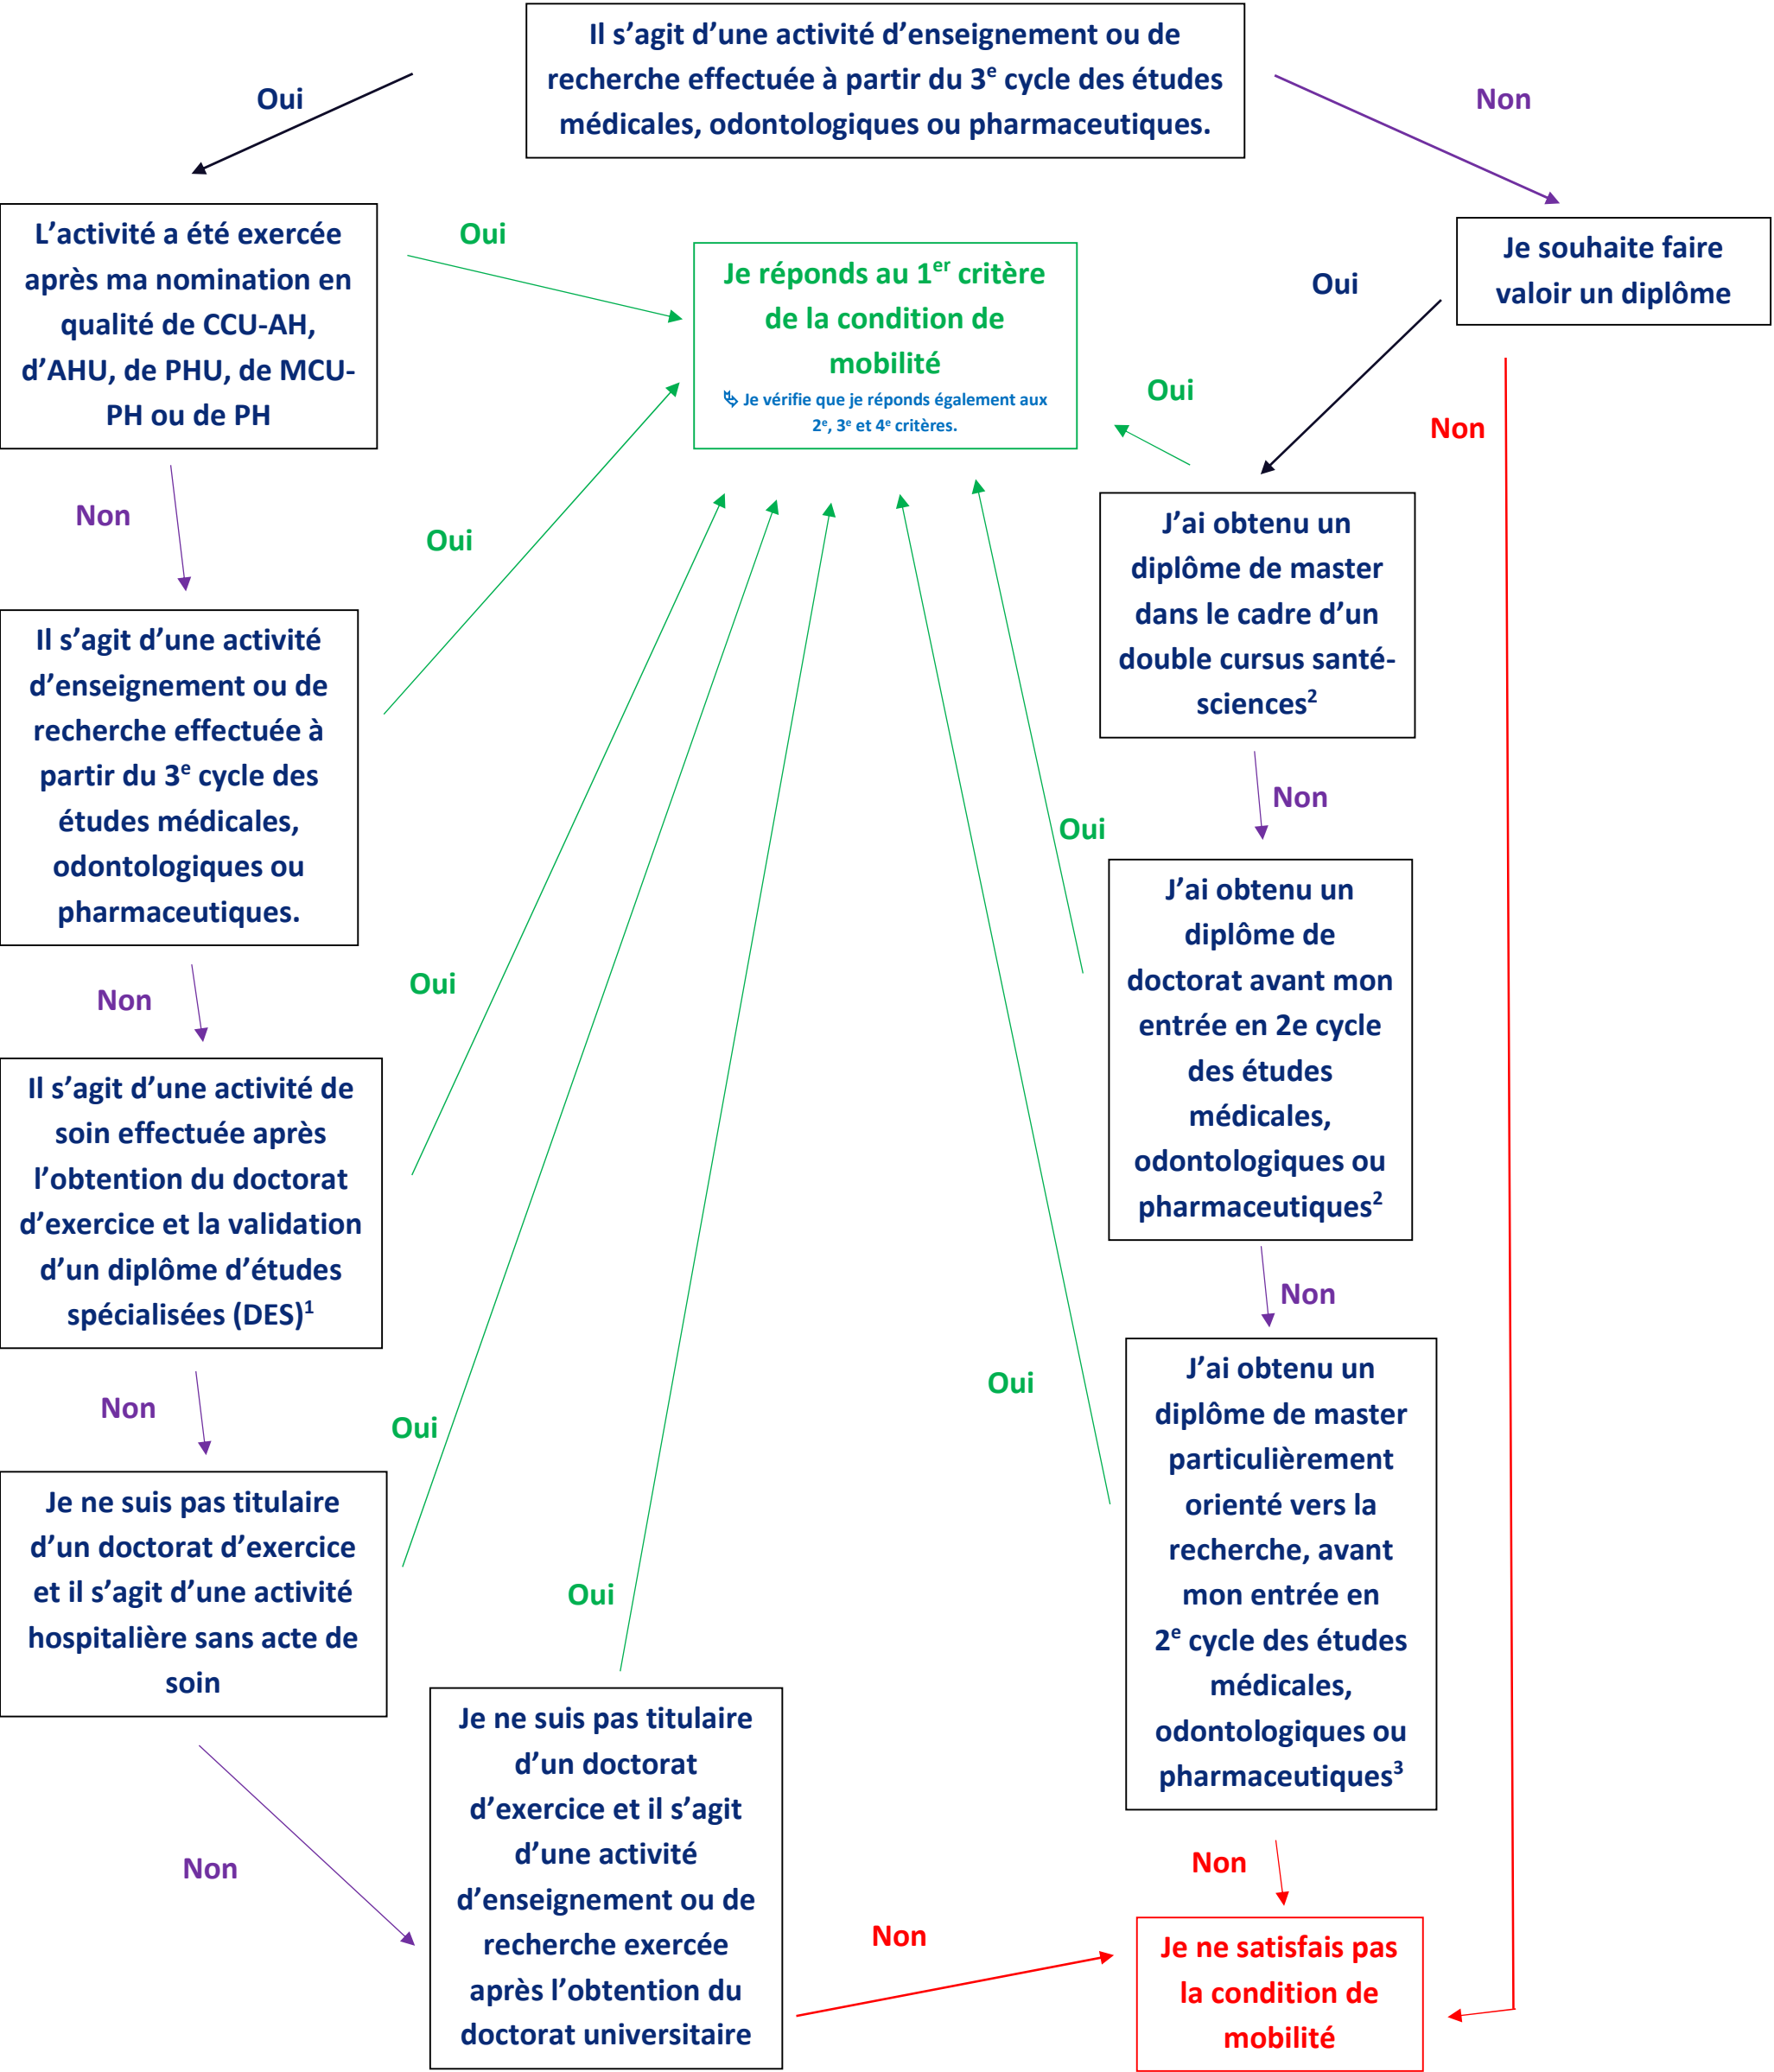 Il s’agit d’une activité d’enseignement ou de
recherche effectuée à partir du 3e cycle des études
médicales, odontologiques ou pharmaceutiques.
Oui
Non
L’activité a été exercée
après ma nomination en
qualité de CCU-AH,
d’AHU, de PHU, de MCU-
PH ou de PH
Oui
Je réponds au 1er critère
de la condition de
mobilité
↳ Je vérifie que je réponds également aux
2e, 3e et 4e critères.
Oui
Je souhaite faire
valoir un diplôme
Oui
Non
Non
Oui
J’ai obtenu un
diplôme de master
dans le cadre d’un
double cursus santé-
sciences2
Il s’agit d’une activité
d’enseignement ou de
recherche effectuée à
partir du 3e cycle des
études médicales,
odontologiques ou
pharmaceutiques.
Non
Oui
J’ai obtenu un
diplôme de
doctorat avant mon
entrée en 2e cycle
des études
médicales,
odontologiques ou
pharmaceutiques2
Non
Oui
Il s’agit d’une activité de
soin effectuée après
l’obtention du doctorat
d’exercice et la validation
d’un diplôme d’études
spécialisées (DES)1
Non
Non
Oui
Oui
J’ai obtenu un
diplôme de master
particulièrement
orienté vers la
recherche, avant
mon entrée en
2e cycle des études
médicales,
odontologiques ou
pharmaceutiques3
Je ne suis pas titulaire
d’un doctorat d’exercice
et il s’agit d’une activité
hospitalière sans acte de
soin
Oui
Non
Je ne suis pas titulaire
d’un doctorat
d’exercice et il s’agit
d’une activité
d’enseignement ou de
recherche exercée
après l’obtention du
doctorat universitaire
Non
Non
Je ne satisfais pas
la condition de
mobilité